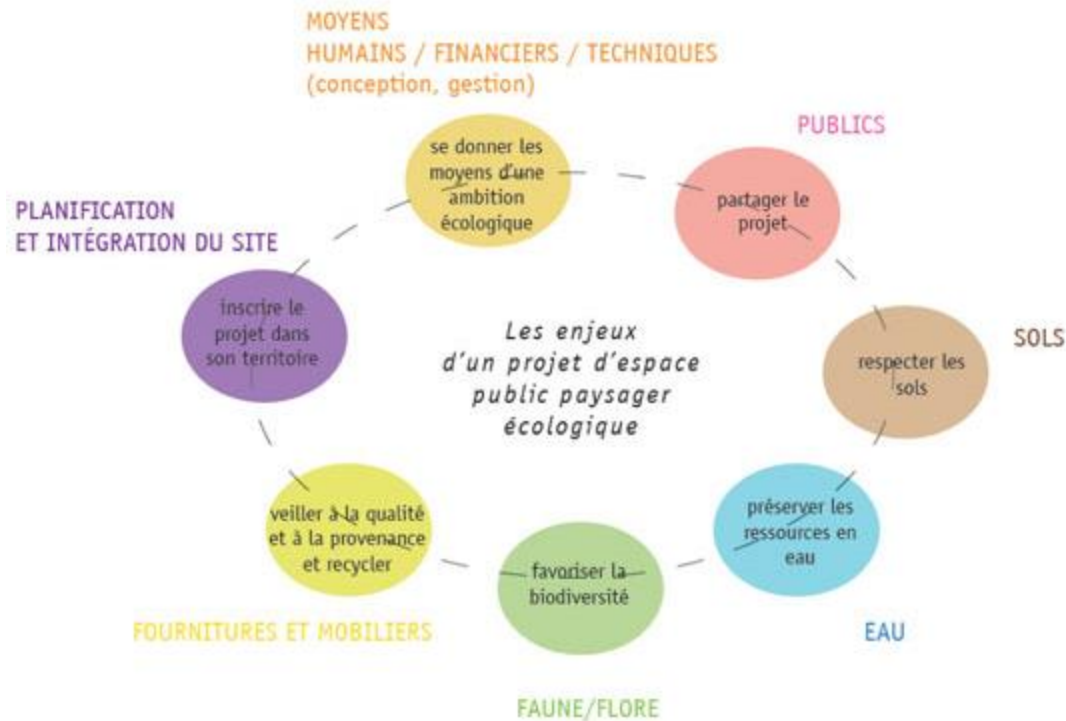 MOYENS
HUMAINS / FINANCIERS / TECHNIQUES
(conception, gestion)
se donner les
moyens d'une
ambition
écologique
PUBLICS
partager le
projet
PLANIFICATION
ET INTÉGRATION DU SITE
inscrire le
projet dans
son territoire
Les enjeux
d'un projet d'espace
public paysager
écologique
SOLS
respecter les
sols
veiller à la qualité
et à la provenance
et recycler
FOURNITURES ET MOBILIERS
favoriser la
biodiversité
FAUNE/FLORE
préserver les
ressources en
eau
EAU